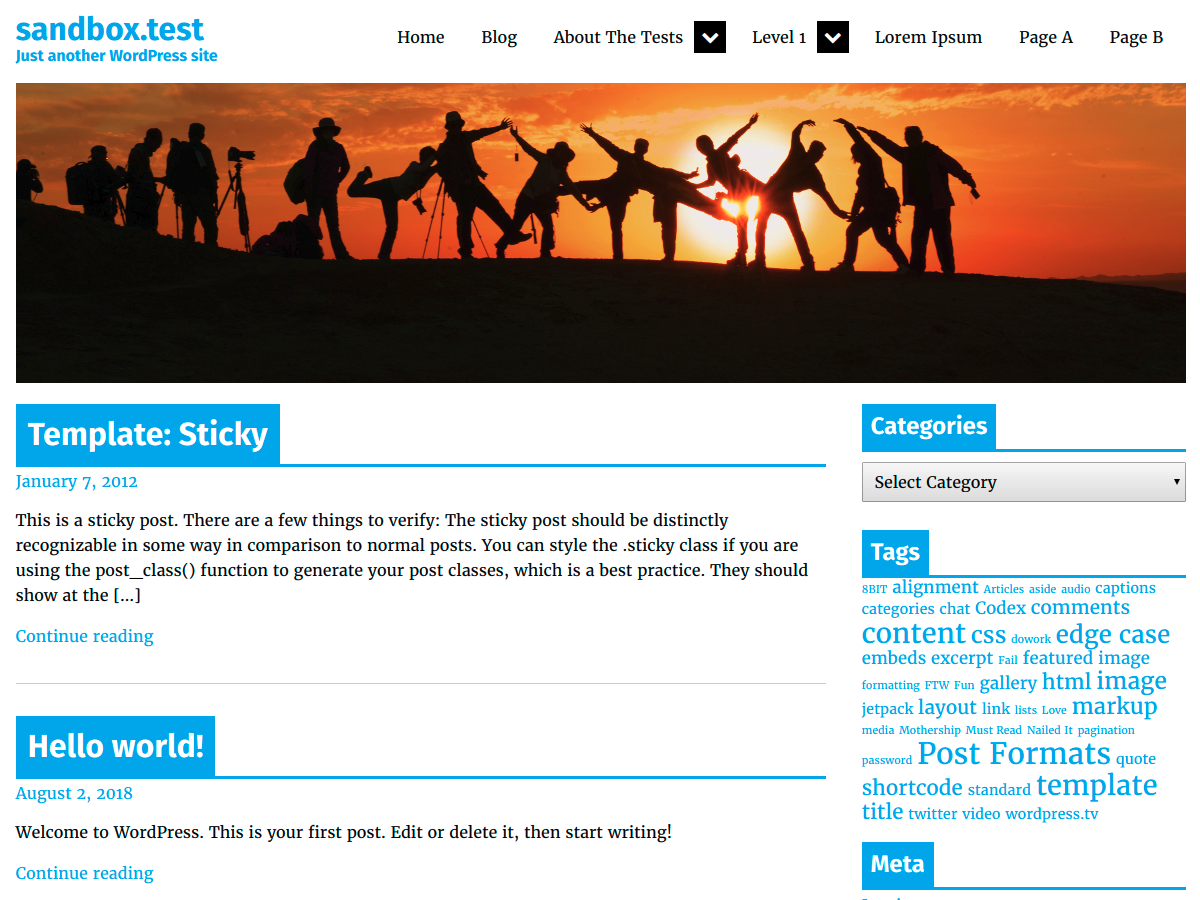 sandbox.test
Just another WordPress site
Home Blog About The Tests Level 1 Lorem Ipsum Page A Page B
Template: Sticky
January 7, 2012
This is a sticky post. There are a few things to verify: The sticky post should be distinctly
recognizable in some way in comparison to normal posts. You can style the .sticky class if you are
using the post_class() function to generate your post classes, which is a best practice. They should
show at the [...]
Continue reading
Hello world!
August 2, 2018
Welcome to WordPress. This is your first post. Edit or delete it, then start writing!
Continue reading
Categories
Select Category
Tags
8BIT alignment Articles aside audio captions
categories chat Codex comments
content css dowork edge case
embeds excerpt Fail featured image
formatting FTW Fun gallery html image
jetpack layout link lists Love markup
media Mothership Must Read Nailed It pagination
password Post Formats quote
shortcode standard template
title twitter video wordpress.tv
Meta